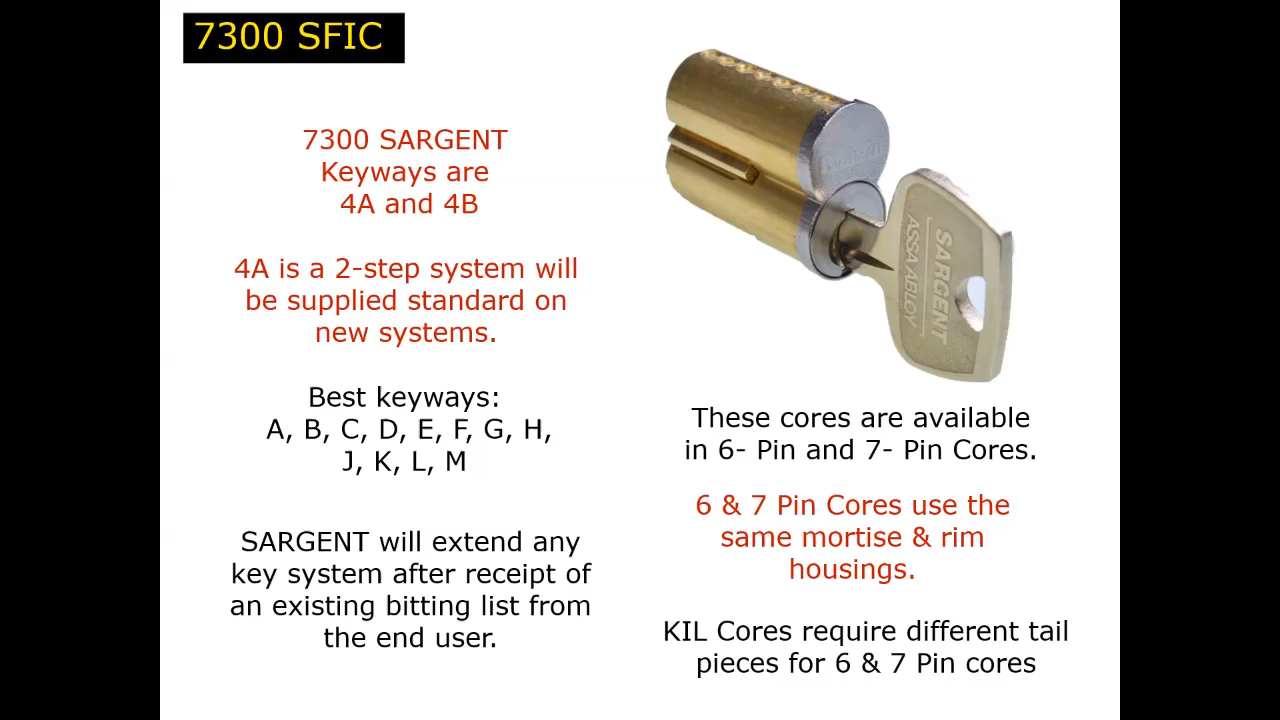 7300 SFIC
7300 SARGENT
Keyways are
4A and 4B
4A is a 2-step system will
be supplied standard on
new systems.
Best keyways:
A, B, C, D, E, F, G, H,
J, K, L, M
SARGENT will extend any
key system after receipt of
an existing bitting list from
the end user.
SARGENT
SARGENT
ASSA ABLOY
These cores are available
in 6- Pin and 7- Pin Cores.
6 & 7 Pin Cores use the
same mortise & rim
housings.
KIL Cores require different tail
pieces for 6 & 7 Pin cores